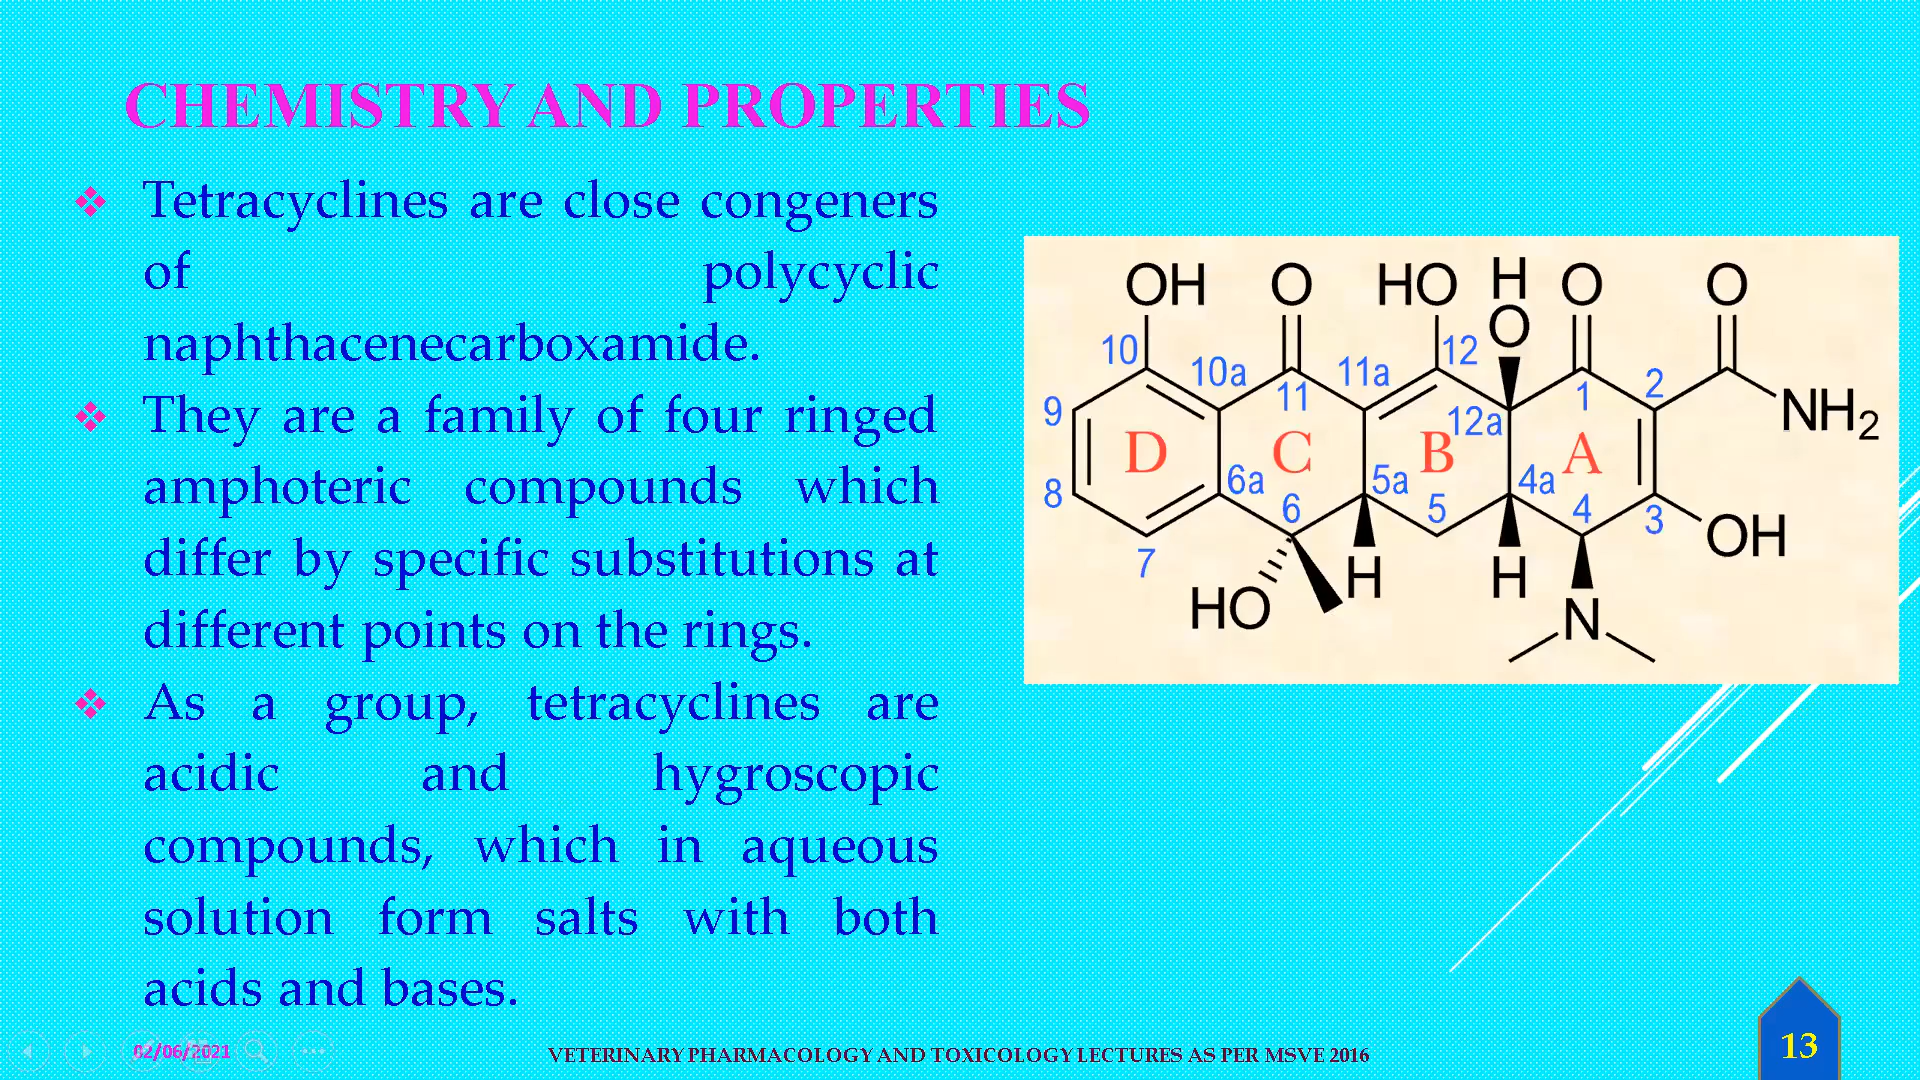 CHEMISTRY AND PROPERTIES
Tetracyclines are close congeners
of polycyclic
naphthacenecarboxamide.
They are a family of four ringed
amphoteric compounds which
differ by specific substitutions at
different points on the rings.
As a group, tetracyclines are
acidic and hygroscopic
compounds, which in aqueous
solution form salts with both
acids and bases.
OH O HO H O O O
10 10a 11 11a 12 12a 1 2
NH2
9 D C B A
8 6a 5a 4a
7 6 5 4 3
OH
HO H H N
02/06/2021
VETERINARY PHARMACOLOGY AND TOXICOLOGY LECTURES AS PER MSVE 2016
13